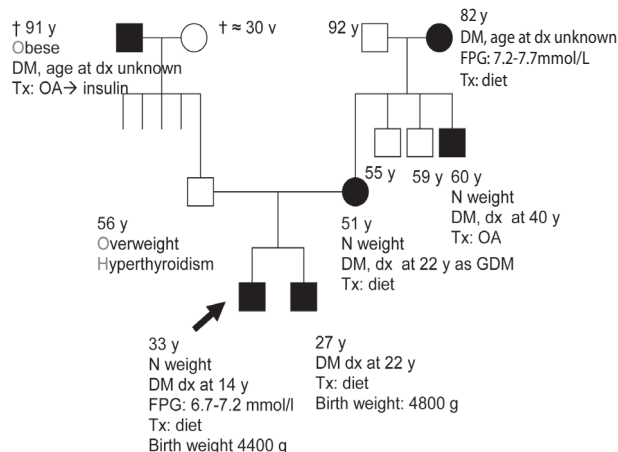 † 91 y
Obese
DM, age at dx unknown
Tx: OA→ insulin
† ≈ 30 y
92 y
82 y
DM, age at dx unknown
FPG: 7.2-7.7mmol/L
Tx: diet
55 y
59 y
60 y
N weight
DM, dx at 40 y
Tx: OA
56 y
Overweight
Hyperthyroidism
51 y
N weight
DM, dx at 22 y as GDM
Tx: diet
33 y
N weight
DM dx at 14 y
FPG: 6.7-7.2 mmol/l
Tx: diet
Birth weight 4400 g
27 y
DM dx at 22 y
Tx: diet
Birth weight: 4800 g